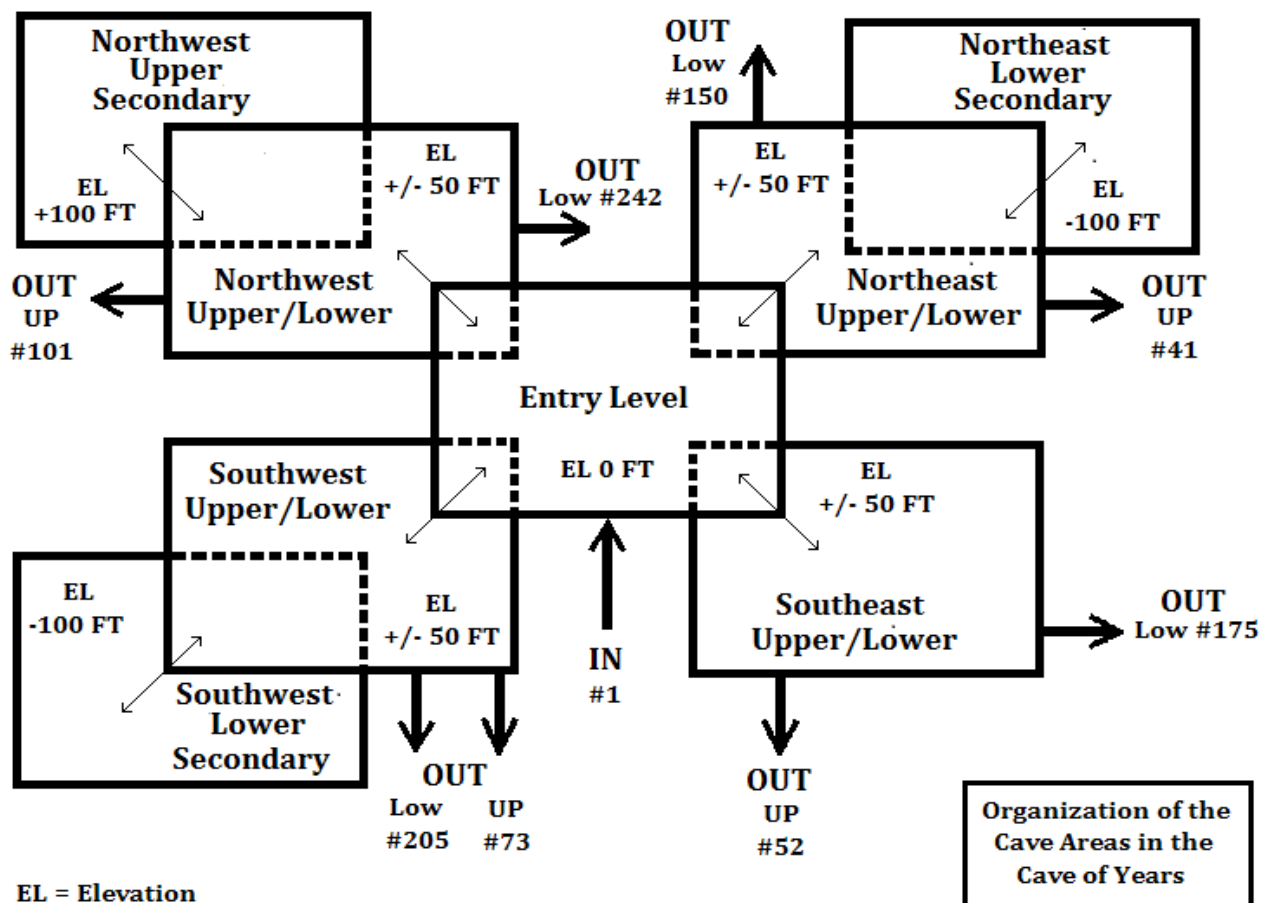 Northwest
Upper
Secondary
EL
+100 FT
EL
+/- 50 FT
OUT
Low #242
Northwest
Upper/Lower
OUT
UP
#101
OUT
Low
#150
Northeast
Lower
Secondary
EL
+/- 50 FT
EL
-100 FT
Northeast
Upper/Lower
OUT
UP
#41
Entry Level
EL 0 FT
IN
#1
Southwest
Upper/Lower
EL
-100 FT
EL
+/- 50 FT
Southwest
Lower
Secondary
OUT
Low
#205
UP
#73
EL
+/- 50 FT
Southeast
Upper/Lower
OUT
Low #175
OUT
UP
#52
Organization of the
Cave Areas in the
Cave of Years
EL = Elevation